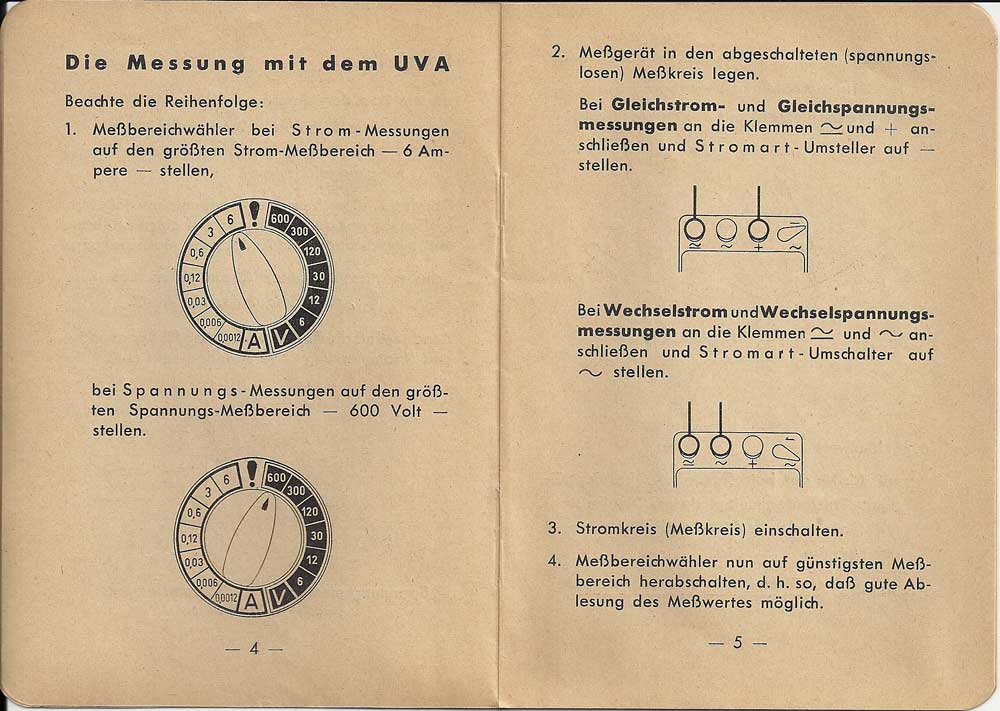 Die Messung mit dem UVA
Beachte die Reihenfolge:
1. Meßbereichwähler bei Strom-Messungen
auf den größten Strom-Meßbereich — 6 Am-
pere — stellen,
! 600 300 120 30 12 6 V A 0,0012 0,006 0,03 0,12 0,6 3 6
bei Spannungs-Messungen auf den größ-
ten Spannungs-Meßbereich — 600 Volt —
stellen.
! 600 300 120 30 12 6 V A 0,0012 0,006 0,03 0,12 0,6 3 6
— 4 —
2. Meßgerät in den abgeschalteten (spannungs-
losen) Meßkreis legen.
Bei Gleichstrom- und Gleichspannungs-
messungen an die Klemmen ≃ und + an-
schließen und Stromart-Umsteller auf —
stellen.
≃ ~ + ~
Bei Wechselstrom und Wechselspannungs-
messungen an die Klemmen ≃ und ~ an-
schließen und Stromart-Umschalter auf
~ stellen.
≃ ~ + ~
3. Stromkreis (Meßkreis) einschalten.
4. Meßbereichwähler nun auf günstigsten Meß-
bereich herabschalten, d. h. so, daß gute Ab-
lesung des Meßwertes möglich.
— 5 —